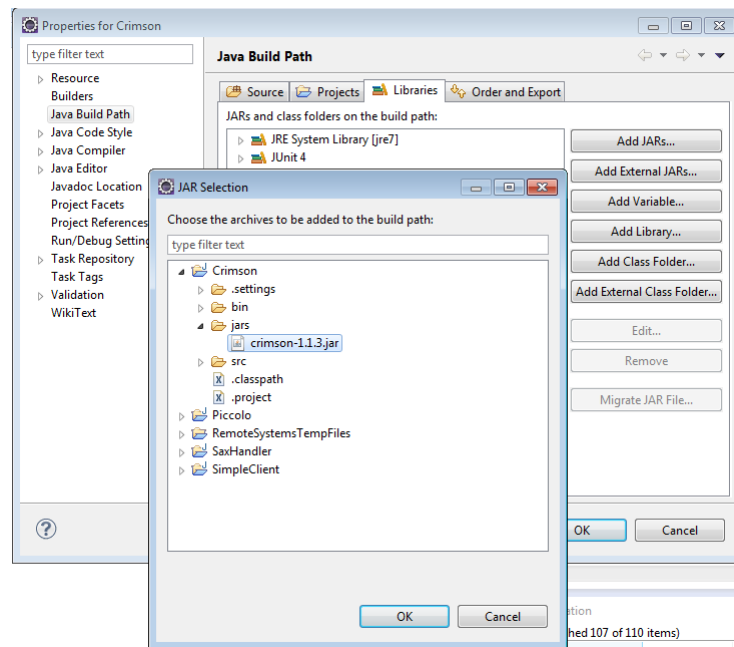 Properties for Crimson
type filter text
Java Build Path
Resource
Builders
Java Build Path
Java Code Style
Java Compiler
Java Editor
Javadoc Location
Project Facets
Project References
Run/Debug Setting
Task Repository
Task Tags
Validation
WikiText
Source Projects Libraries Order and Export
JARs and class folders on the build path:
JRE System Library [jre7]
JUnit 4
Add JARs...
Add External JARs...
Add Variable...
Add Library...
Add Class Folder...
Add External Class Folder...
Edit...
Remove
Migrate JAR File...
OK Cancel
JAR Selection
Choose the archives to be added to the build path:
type filter text
Crimson
.settings
bin
jars
crimson-1.1.3.jar
src
.classpath
.project
Piccolo
RemoteSystemsTempFiles
SaxHandler
SimpleClient
OK Cancel
ation
hed 107 of 110 items)